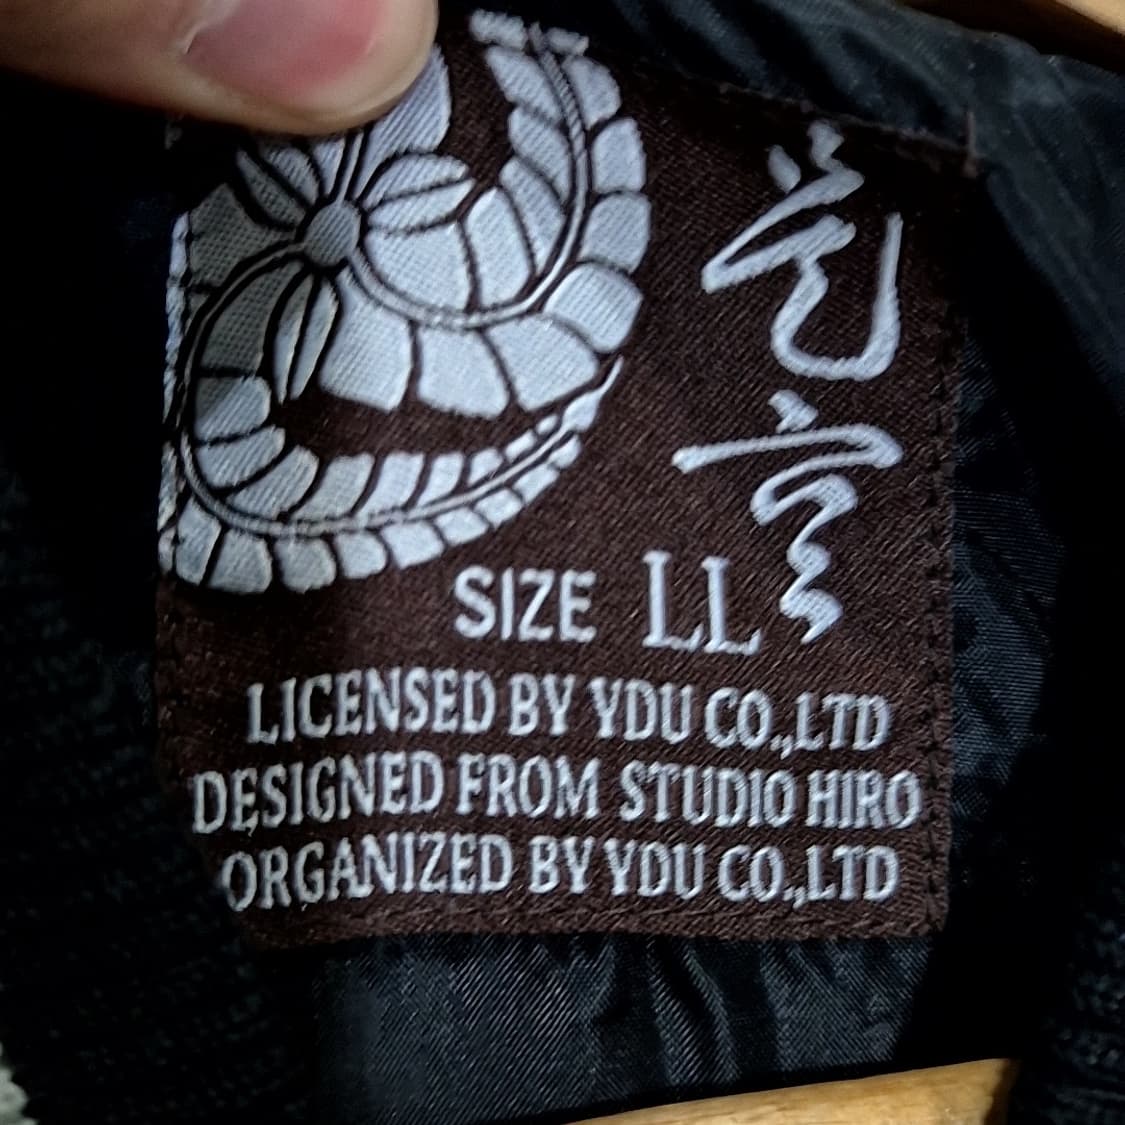 SIZE LL
LICENSED BY YDU CO.,LTD
DESIGNED FROM STUDIO HIRO
ORGANIZED BY YDU CO.,LTD